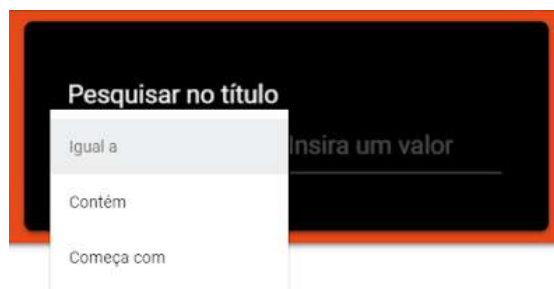 Pesquisar no título
Igual a
Insira um valor
Contém
Começa com